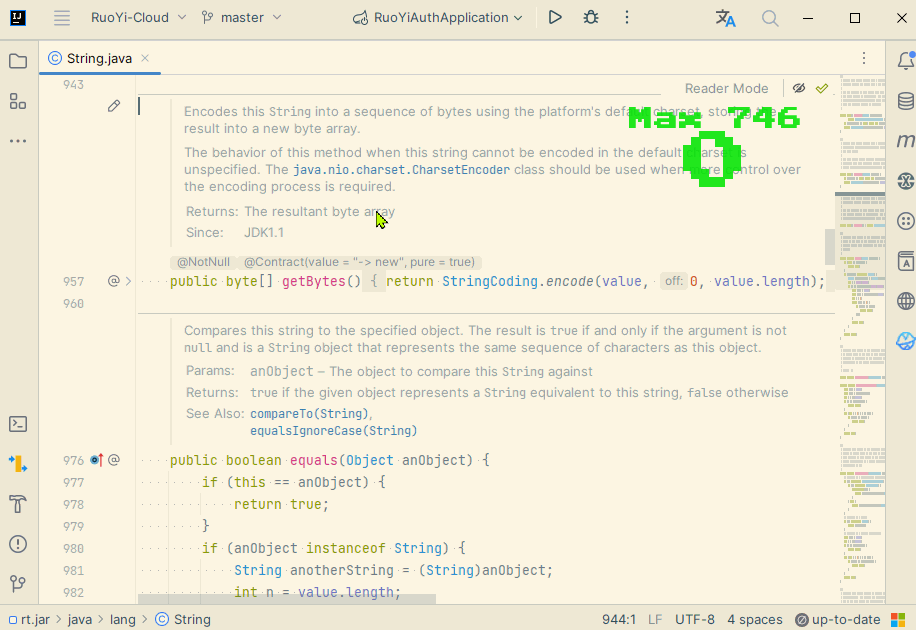 RuoYi-Cloud
master
RuoYiAuthApplication
String.java
943
Reader Mode
Encodes this String into a sequence of bytes using the platform's default charset, storing the
result into a new byte array.
The behavior of this method when this string cannot be encoded in the default charset is
unspecified. The java.nio.charset.CharsetEncoder class should be used when more control over
the encoding process is required.
Returns: The resultant byte array
Since: JDK1.1
Max 746
0
@NotNull @Contract(value = "-> new", pure = true)
957 @ public byte[] getBytes() { return StringCoding.encode(value, off: 0, value.length);
960
Compares this string to the specified object. The result is true if and only if the argument is not
null and is a String object that represents the same sequence of characters as this object.
Params: anObject – The object to compare this String against
Returns: true if the given object represents a String equivalent to this string, false otherwise
See Also: compareTo(String),
equalsIgnoreCase(String)
976 @ public boolean equals(Object anObject) {
977 if (this == anObject) {
978 return true;
979 }
980 if (anObject instanceof String) {
981 String anotherString = (String)anObject;
982 int n = value.length;
rt.jar > java > lang > String
944:1 LF UTF-8 4 spaces up-to-date